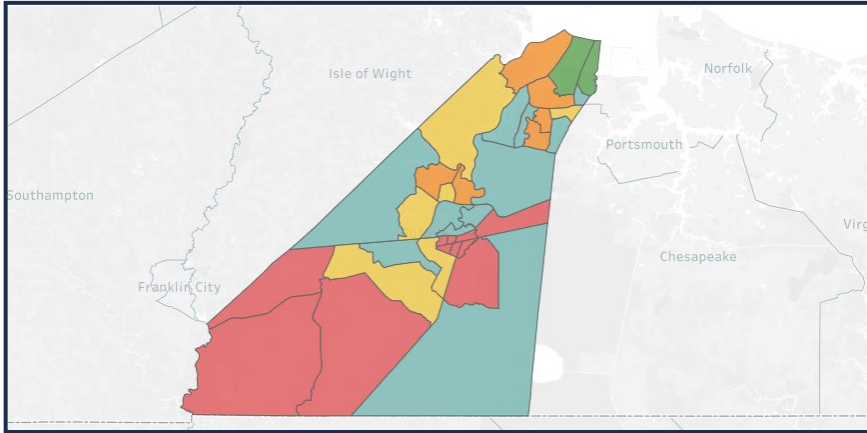 Norfolk
Isle of Wight
Portsmouth
Southampton
Virg
Chesapeake
Franklin City